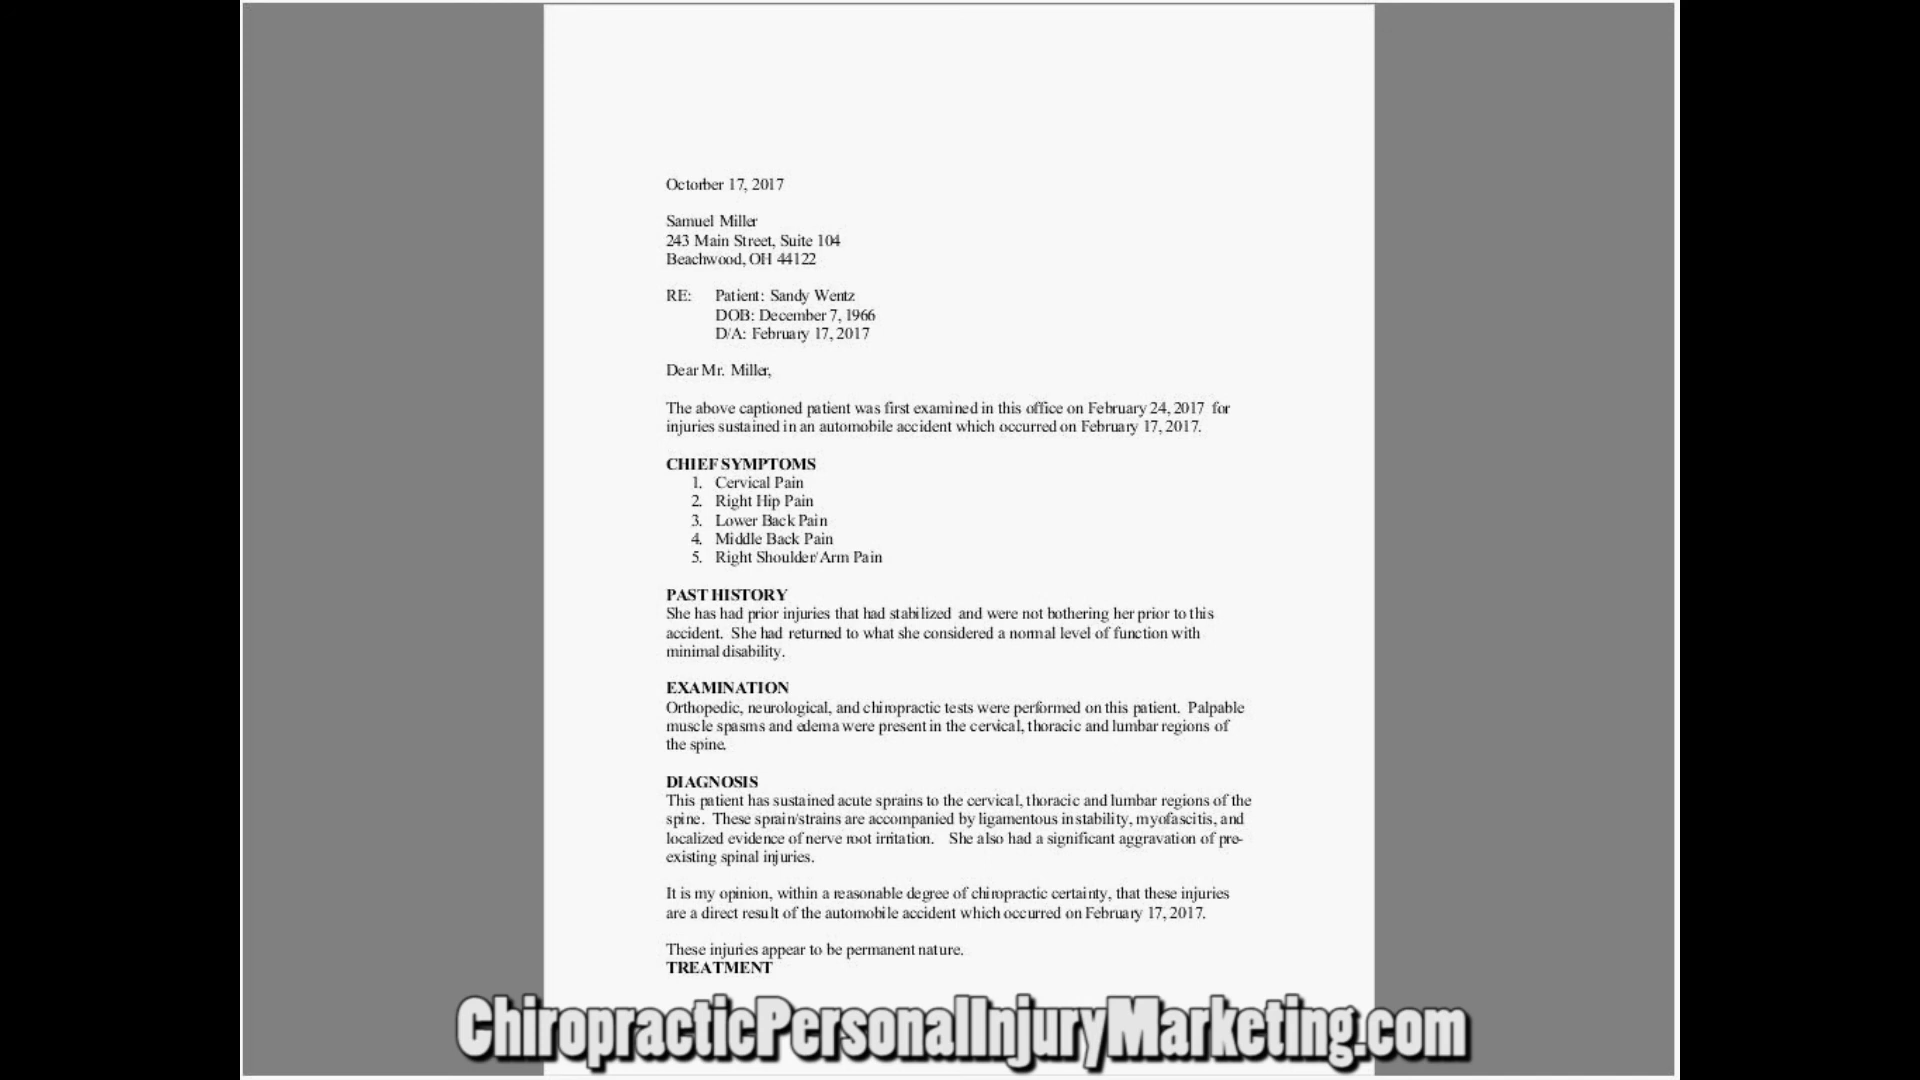 Octorber 17, 2017
Samuel Miller
243 Main Street, Suite 104
Beachwood, OH 44122
RE: Patient: Sandy Wentz
DOB: December 7, 1966
D/A: February 17, 2017
Dear Mr. Miller,
The above captioned patient was first examined in this office on February 24, 2017 for
injuries sustained in an automobile accident which occurred on February 17, 2017.
CHIEF SYMPTOMS
1. Cervical Pain
2. Right Hip Pain
3. Lower Back Pain
4. Middle Back Pain
5. Right Shoulder/Arm Pain
PAST HISTORY
She has had prior injuries that had stabilized and were not bothering her prior to this
accident. She had returned to what she considered a normal level of function with
minimal disability.
EXAMINATION
Orthopedic, neurological, and chiropractic tests were performed on this patient. Palpable
muscle spasms and edema were present in the cervical, thoracic and lumbar regions of
the spine.
DIAGNOSIS
This patient has sustained acute sprains to the cervical, thoracic and lumbar regions of the
spine. These sprain/strains are accompanied by ligamentous instability, myofascitis, and
localized evidence of nerve root irritation. She also had a significant aggravation of pre-
existing spinal injuries.
It is my opinion, within a reasonable degree of chiropractic certainty, that these injuries
are a direct result of the automobile accident which occurred on February 17, 2017.
These injuries appear to be permanent nature.
TREATMENT
ChiropracticPersonalInjuryMarketing.com